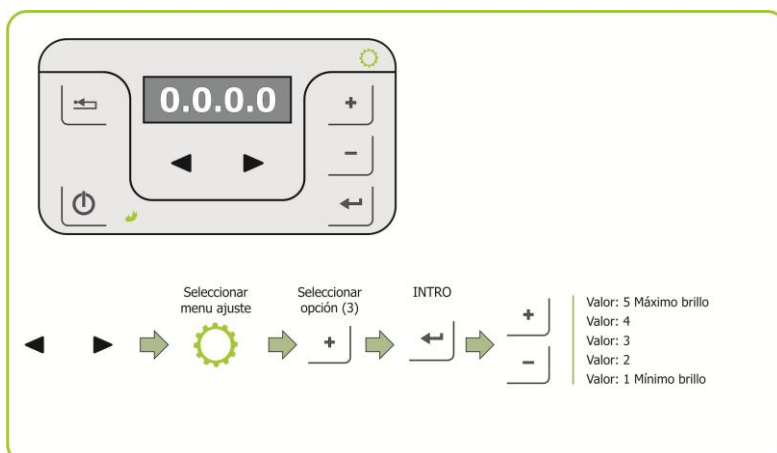 0.0.0.0
+
−
Seleccionar
menu ajuste
Seleccionar
opción (3)
INTRO
+
+
−
Valor: 5 Máximo brillo
Valor: 4
Valor: 3
Valor: 2
Valor: 1 Mínimo brillo